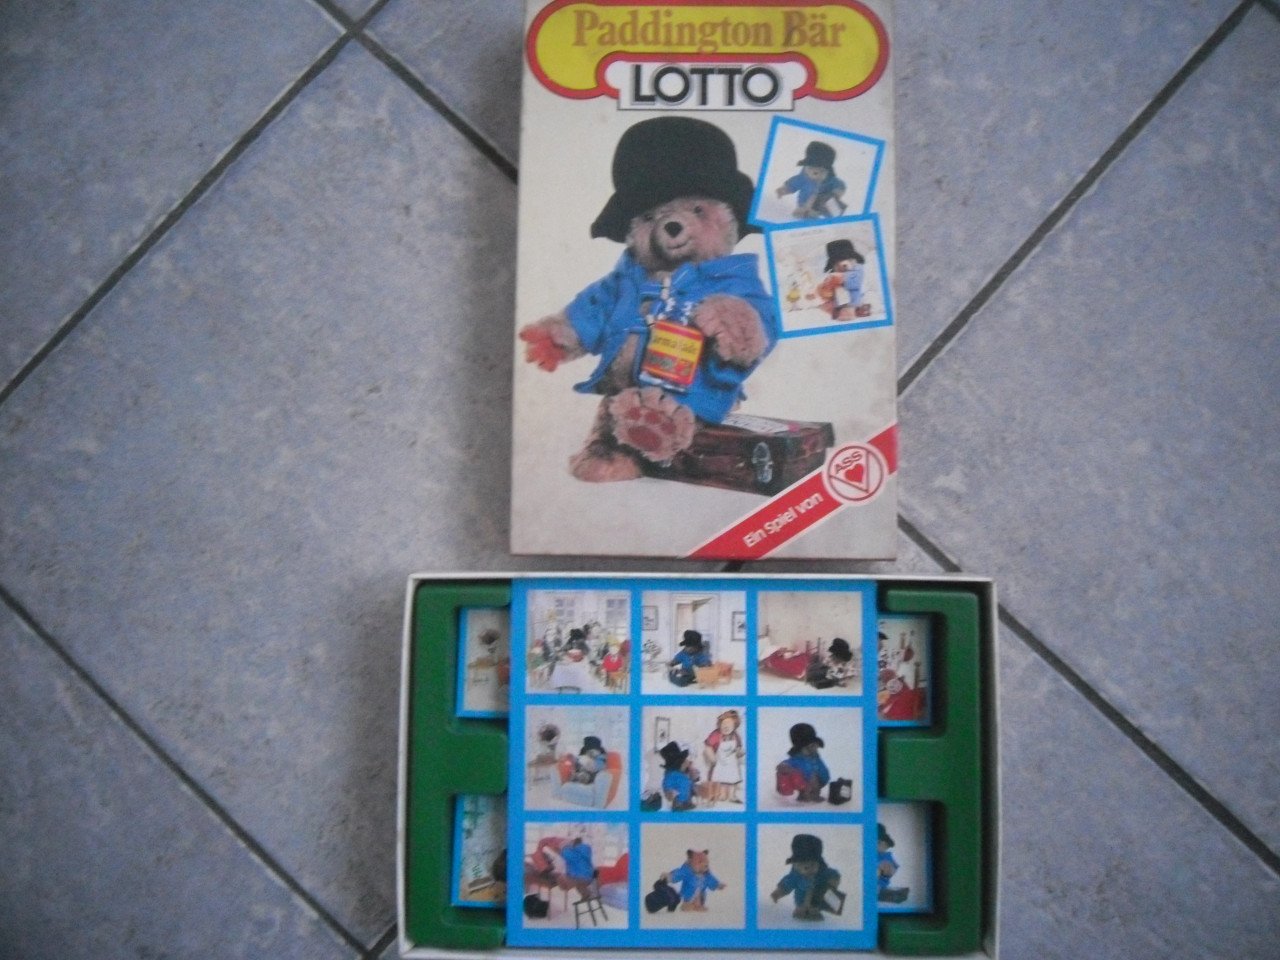 Paddington Bär
LOTTO
Ein Spiel von
ASS